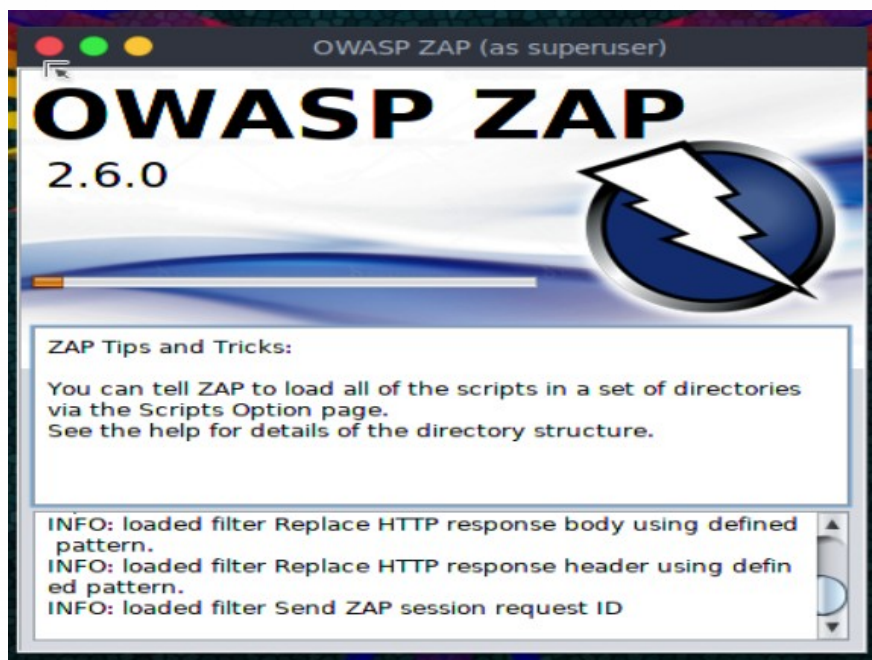 OWASP ZAP (as superuser)
OWASP ZAP
2.6.0
ZAP Tips and Tricks:
You can tell ZAP to load all of the scripts in a set of directories
via the Scripts Option page.
See the help for details of the directory structure.
INFO: loaded filter Replace HTTP response body using defined
pattern.
INFO: loaded filter Replace HTTP response header using defin
ed pattern.
INFO: loaded filter Send ZAP session request ID